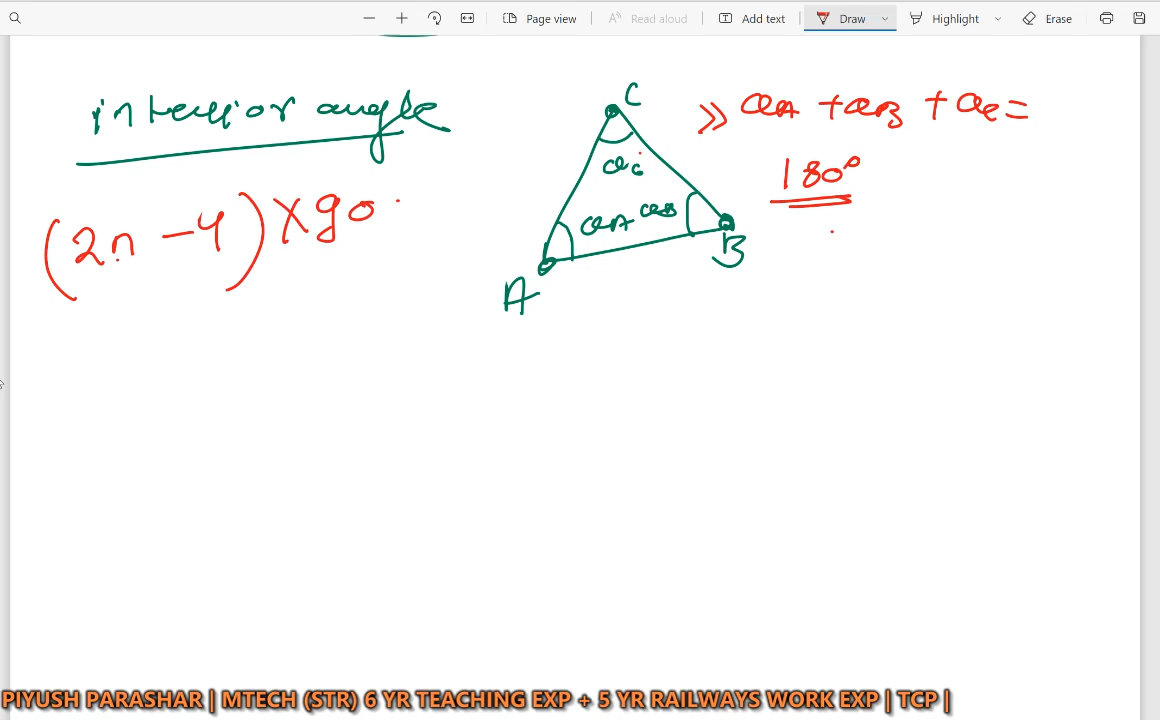 Page view
Read aloud
Add text
Draw
Highlight
Erase
interior angle
(2n - 4) × 90
C
A
B
180°
PIYUSH PARASHAR | MTECH (STR) 6 YR TEACHING EXP + 5 YR RAILWAYS WORK EXP | TCP |